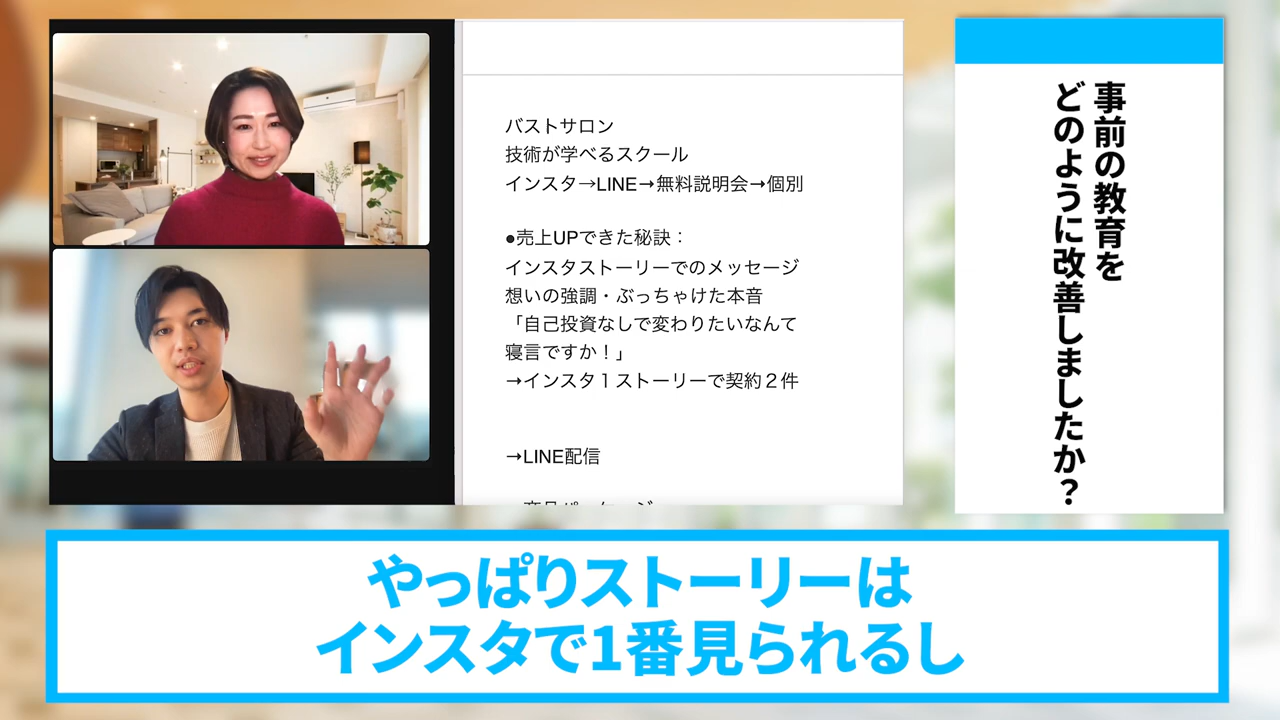 バストサロン
技術が学べるスクール
インスタ→LINE→無料説明会→個別
●売上UPできた秘訣：
インスタストーリーでのメッセージ
想いの強調・ぶっちゃけた本音
「自己投資なしで変わりたいなんて
寝言ですか！」
→インスタ１ストーリーで契約２件
→LINE配信
事前の教育を
どのように改善しましたか？
やっぱりストーリーは
インスタで1番見られるし